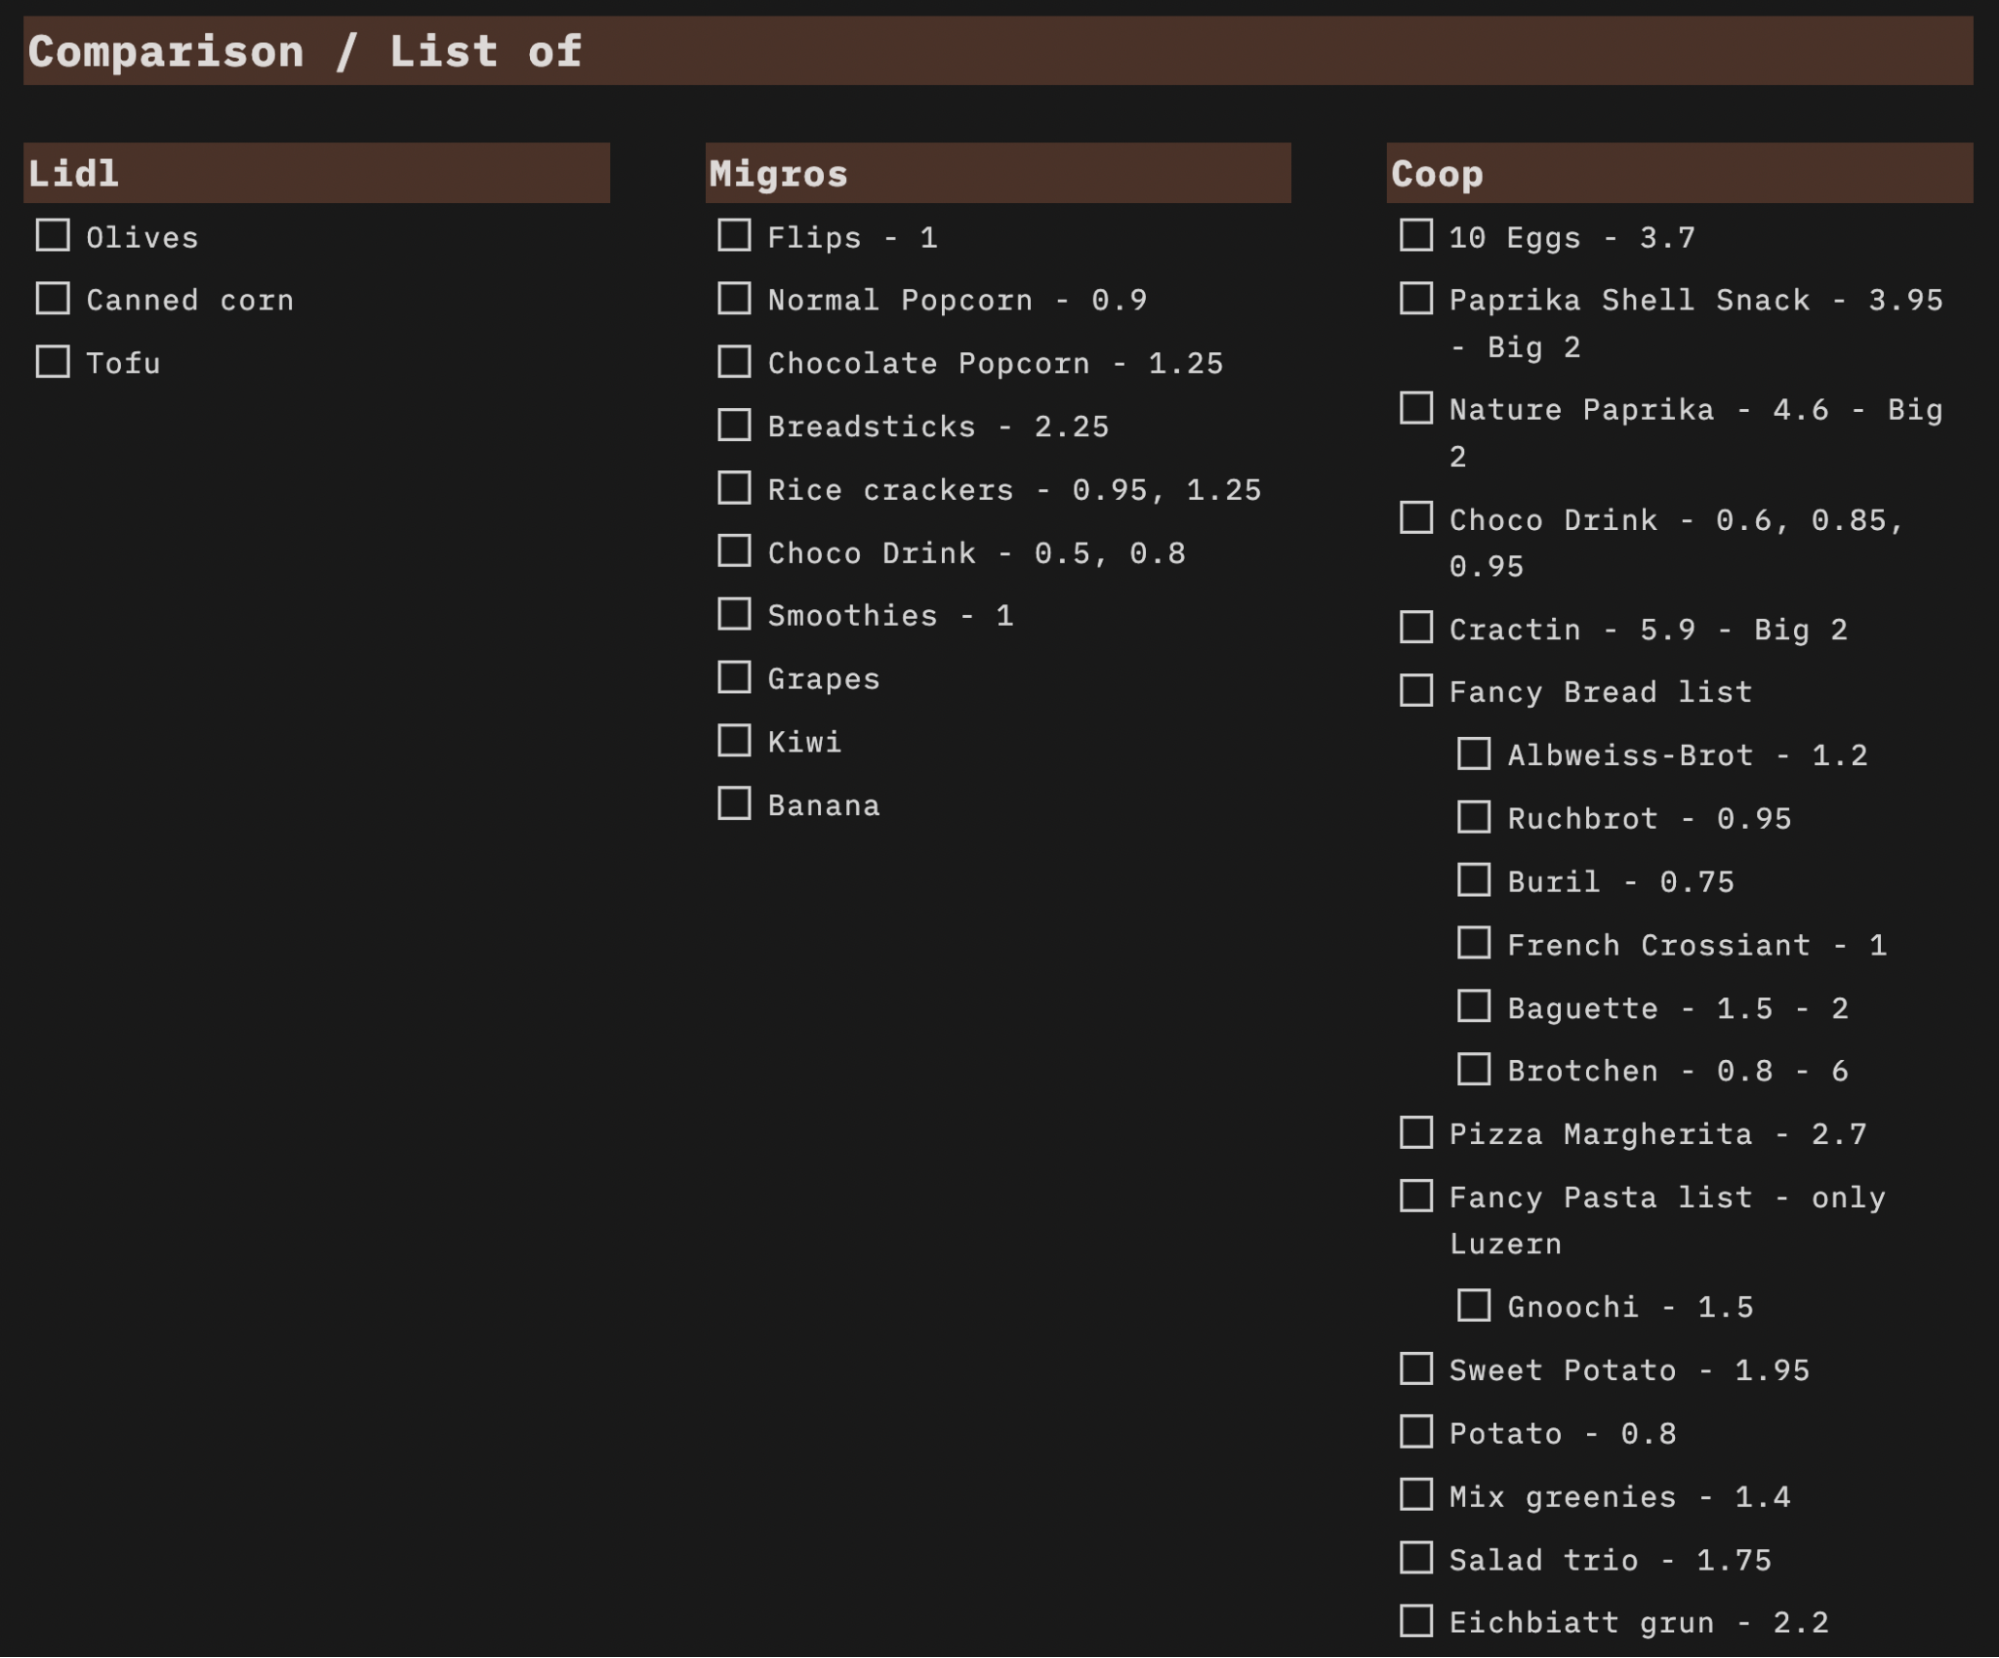 Comparison / List of
Lidl
Olives
Canned corn
Tofu
Migros
Flips - 1
Normal Popcorn - 0.9
Chocolate Popcorn - 1.25
Breadsticks - 2.25
Rice crackers - 0.95, 1.25
Choco Drink - 0.5, 0.8
Smoothies - 1
Grapes
Kiwi
Banana
Coop
10 Eggs - 3.7
Paprika Shell Snack - 3.95
- Big 2
Nature Paprika - 4.6 - Big
2
Choco Drink - 0.6, 0.85,
0.95
Cractin - 5.9 - Big 2
Fancy Bread list
Albweiss-Brot - 1.2
Ruchbrot - 0.95
Buril - 0.75
French Crossiant - 1
Baguette - 1.5 - 2
Brotchen - 0.8 - 6
Pizza Margherita - 2.7
Fancy Pasta list - only
Luzern
Gnoochi - 1.5
Sweet Potato - 1.95
Potato - 0.8
Mix greenies - 1.4
Salad trio - 1.75
Eichbiatt grun - 2.2